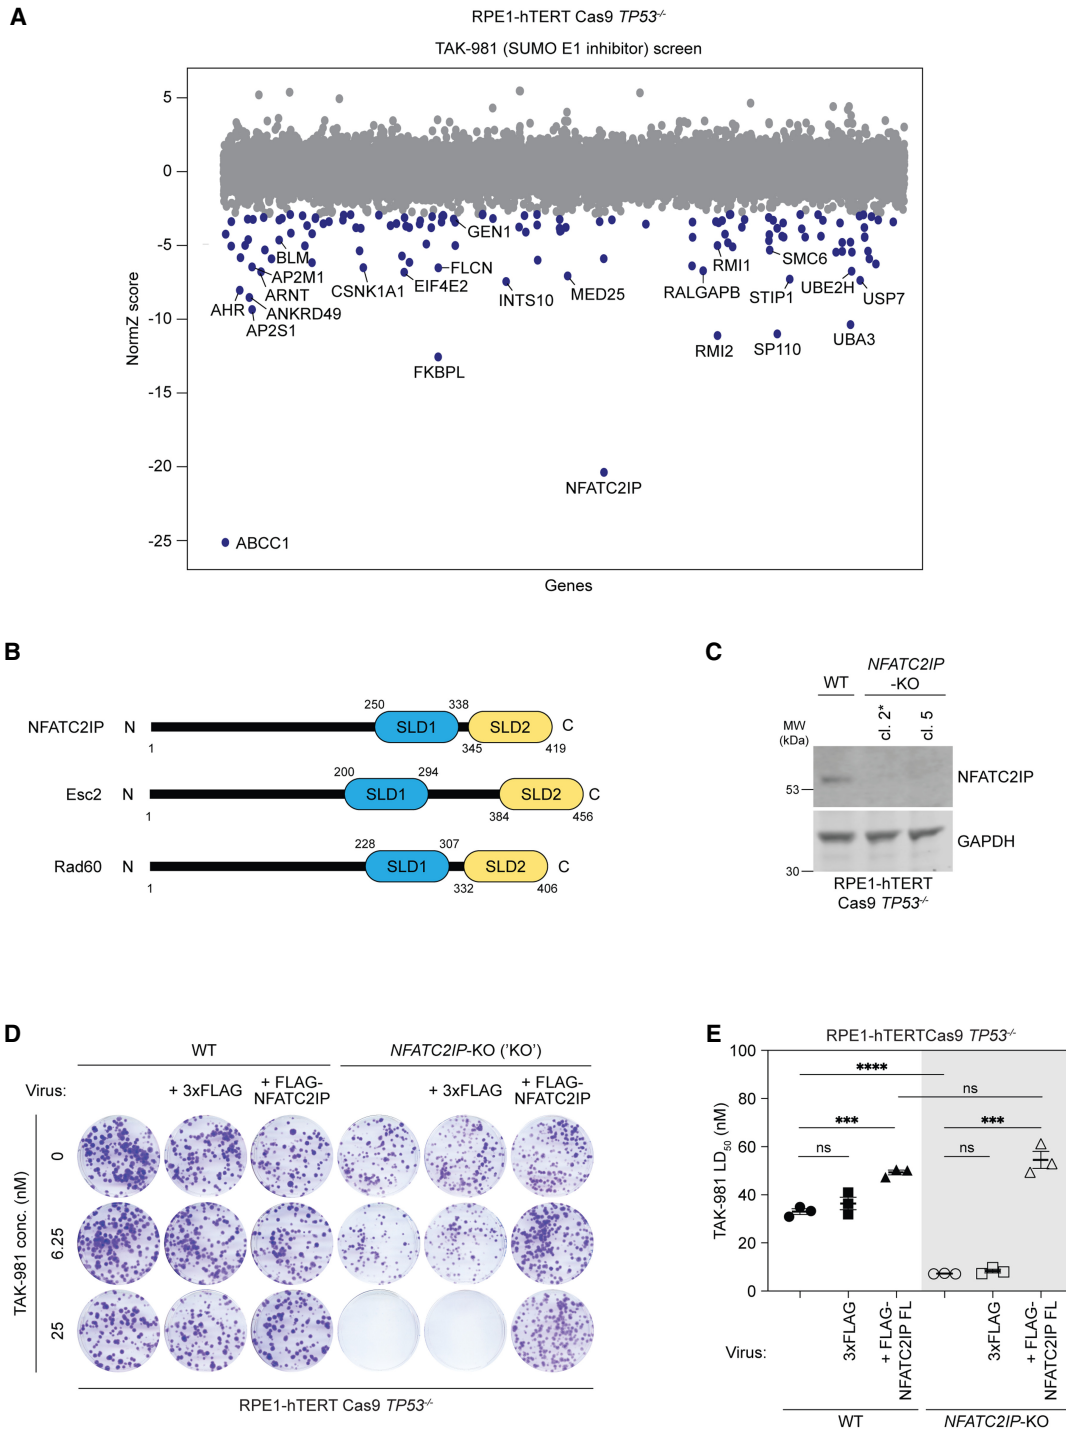 A
RPE1-hTERT Cas9 TP53-/-
TAK-981 (SUMO E1 inhibitor) screen
NormZ score
5
0
-5
-10
-15
-20
-25
GEN1
BLM
AP2M1
ARNT
AHR
ANKRD49
AP2S1
CSNK1A1
EIF4E2
FLCN
INTS10
MED25
RMI1
SMC6
RALGAPB
STIP1
UBE2H
USP7
RMI2
SP110
UBA3
FKBPL
NFATC2IP
ABCC1
Genes
B
NFATC2IP N 1 250 SLD1 338 345 SLD2 419 C
Esc2 N 1 200 SLD1 294 384 SLD2 456 C
Rad60 N 1 228 SLD1 307 332 SLD2 406 C
C
NFATC2IP
-KO
WT
cl. 2*
cl. 5
MW
(kDa)
53
30
NFATC2IP
GAPDH
RPE1-hTERT
Cas9 TP53-/-
D
WT
NFATC2IP-KO ('KO')
Virus:
+ 3xFLAG
+ FLAG-
NFATC2IP
+ 3xFLAG
+ FLAG-
NFATC2IP
TAK-981 conc. (nM)
0
6.25
25
RPE1-hTERT Cas9 TP53-/-
E
RPE1-hTERTCas9 TP53-/-
TAK-981 LD50 (nM)
100
80
60
40
20
0
****
ns
***
***
ns
ns
Virus:
3xFLAG
+ FLAG-
NFATC2IP FL
3xFLAG
+ FLAG-
NFATC2IP FL
WT
NFATC2IP-KO